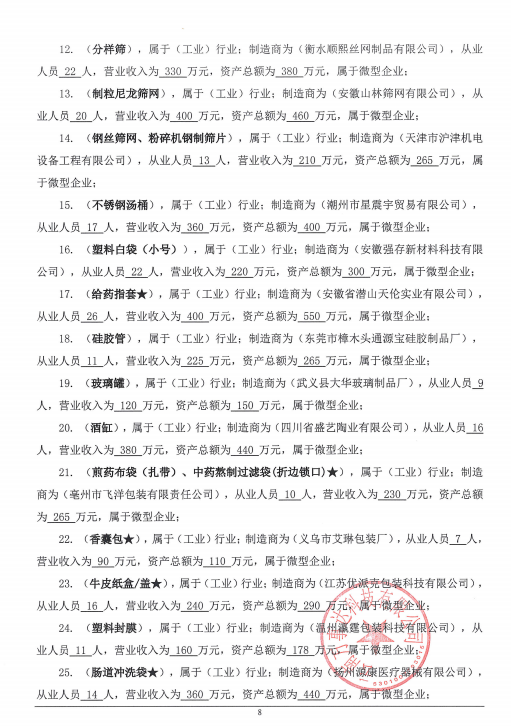 12. （分样筛），属于（工业）行业；制造商为（衡水顺熙丝网制品有限公司），从业
人员 22 人，营业收入为 330 万元，资产总额为 380 万元，属于微型企业；
13. （制粒尼龙筛网），属于（工业）行业；制造商为（安徽山林筛网有限公司），从
业人员 20 人，营业收入为 400 万元，资产总额为 460 万元，属于微型企业；
14. （钢丝筛网、粉碎机钢制筛片），属于（工业）行业；制造商为（天津市沪津机电
设备工程有限公司），从业人员 13 人，营业收入为 210 万元，资产总额为 265 万元，属
于微型企业；
15. （不锈钢汤桶），属于（工业）行业；制造商为（潮州市星震宇贸易有限公司），
从业人员 17 人，营业收入为 360 万元，资产总额为 400 万元，属于微型企业；
16. （塑料白袋（小号）），属于（工业）行业；制造商为（安徽强存新材料科技有限
公司），从业人员 22 人，营业收入为 220 万元，资产总额为 300 万元，属于微型企业；
17. （给药指套★），属于（工业）行业；制造商为（安徽省潜山天伦实业有限公司），
从业人员 26 人，营业收入为 400 万元，资产总额为 550 万元，属于微型企业；
18. （硅胶管），属于（工业）行业；制造商为（东莞市樟木头通源宝硅胶制品厂），
从业人员 11 人，营业收入为 225 万元，资产总额为 265 万元，属于微型企业；
19. （玻璃罐），属于（工业）行业；制造商为（武义县大华玻璃制品厂），从业人员 9
人，营业收入为 120 万元，资产总额为 150 万元，属于微型企业；
20. （酒缸），属于（工业）行业；制造商为（四川省盛艺陶业有限公司），从业人员 16
人，营业收入为 380 万元，资产总额为 440 万元，属于微型企业；
21. （煎药布袋（扎带）、中药熬制过滤袋(折边锁口)★），属于（工业）行业；制造
商为（亳州市飞洋包装有限责任公司），从业人员 10 人，营业收入为 230 万元，资产总额
为 265 万元，属于微型企业；
22. （香囊包★），属于（工业）行业；制造商为（义乌市艾琳包装厂），从业人员 7 人，
营业收入为 90 万元，资产总额为 110 万元，属于微型企业；
23. （牛皮纸盒/盖★），属于（工业）行业；制造商为（江苏优派克包装科技有限公司），
从业人员 16 人，营业收入为 240 万元，资产总额为 290 万元，属于微型企业；
24. （塑料封膜），属于（工业）行业；制造商为（温州瀛霆包装科技有限公司），从业
人员 11 人，营业收入为 160 万元，资产总额为 178 万元，属于微型企业；
25. （肠道冲洗袋★），属于（工业）行业；制造商为（扬州源康医疗器械有限公司），
从业人员 14 人，营业收入为 360 万元，资产总额为 440 万元，属于微型企业；
8